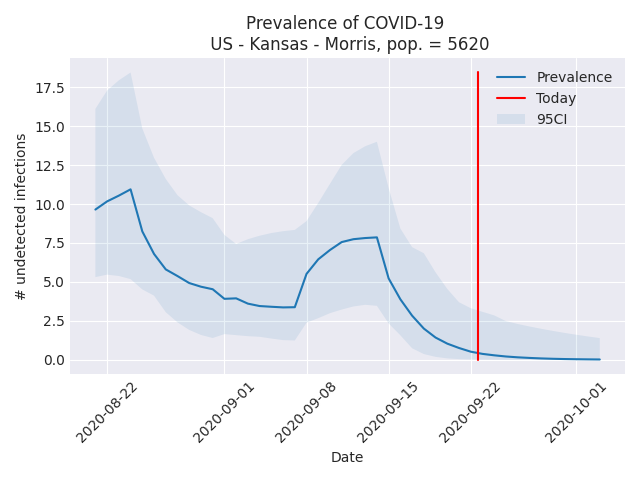 Prevalence of COVID-19
US - Kansas - Morris, pop. = 5620
Prevalence
Today
95CI
17.5
15.0
12.5
10.0
7.5
5.0
2.5
0.0
# undetected infections
2020-08-22
2020-09-01
2020-09-08
2020-09-15
2020-09-22
2020-10-01
Date